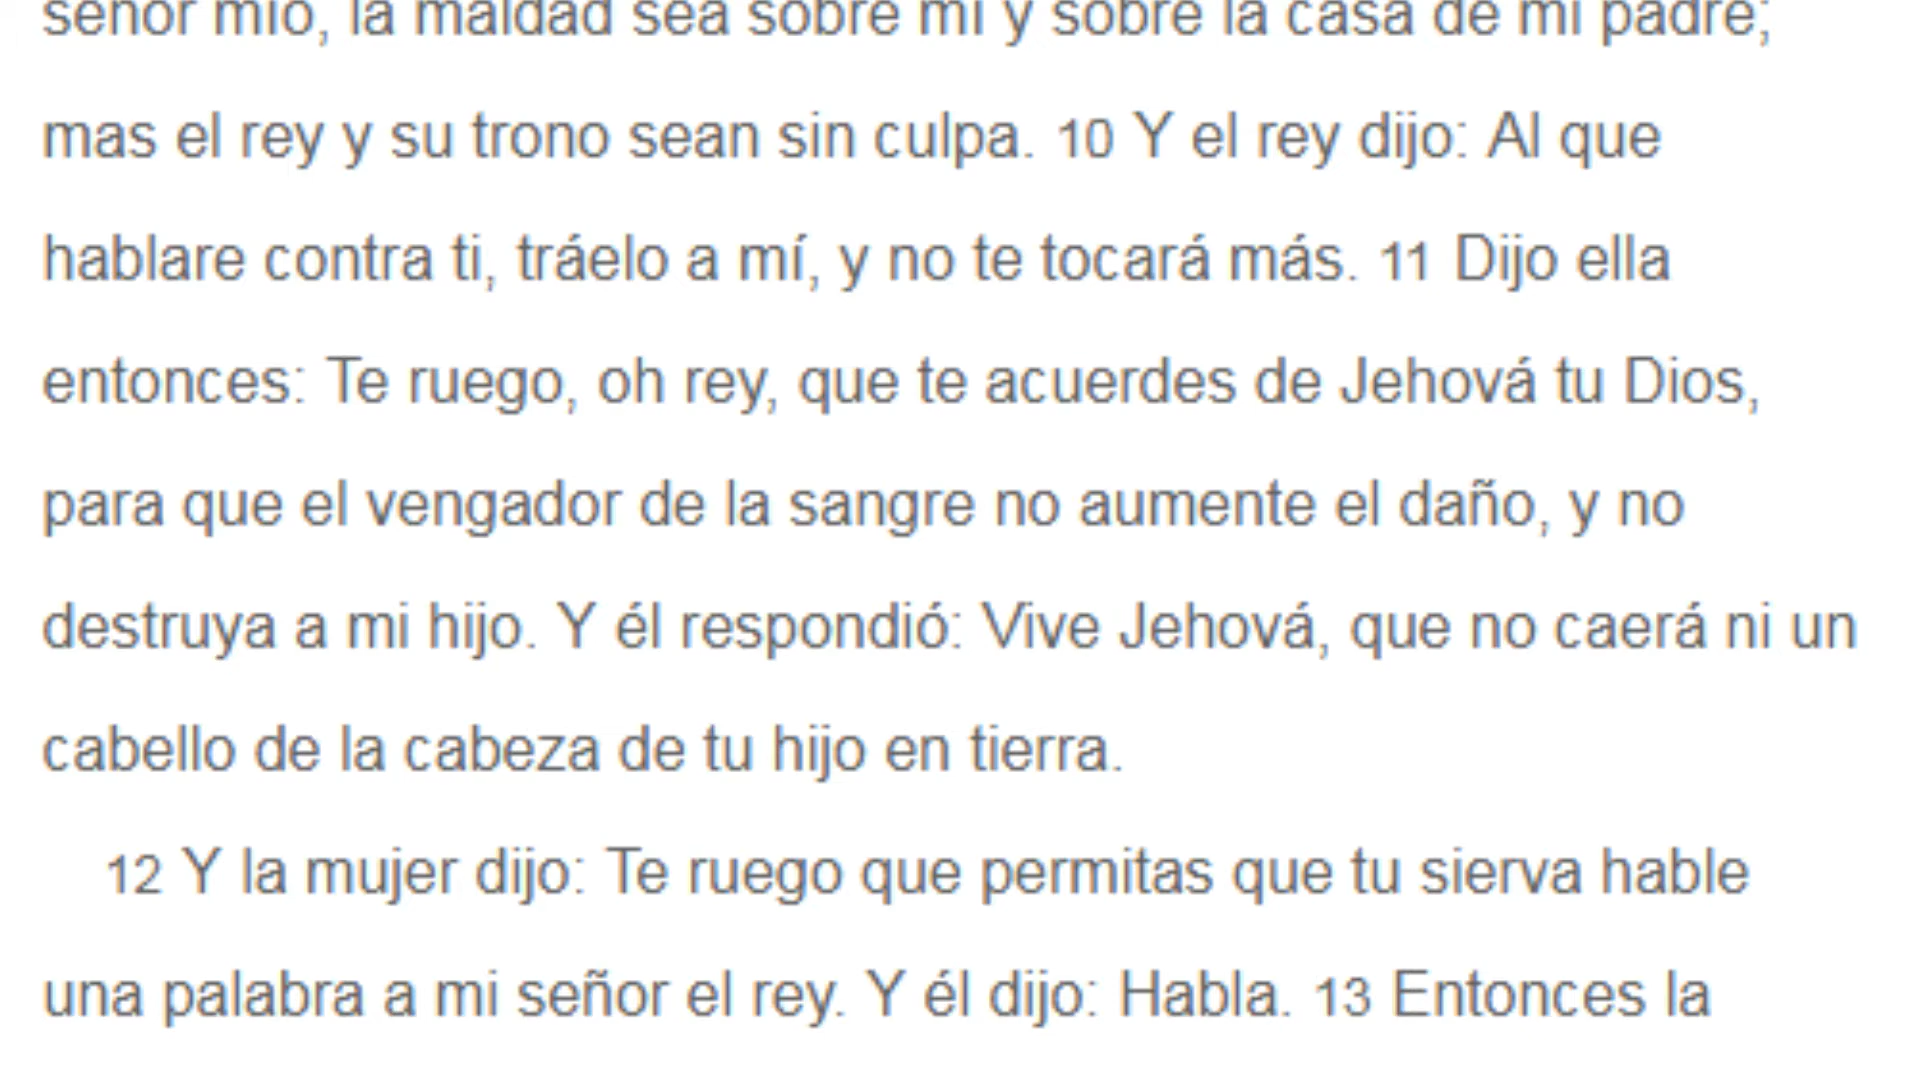 señor mío, la maldad sea sobre mí y sobre la casa de mi padre;
mas el rey y su trono sean sin culpa. 10 Y el rey dijo: Al que
hablare contra ti, tráelo a mí, y no te tocará más. 11 Dijo ella
entonces: Te ruego, oh rey, que te acuerdes de Jehová tu Dios,
para que el vengador de la sangre no aumente el daño, y no
destruya a mi hijo. Y él respondió: Vive Jehová, que no caerá ni un
cabello de la cabeza de tu hijo en tierra.
12 Y la mujer dijo: Te ruego que permitas que tu sierva hable
una palabra a mi señor el rey. Y él dijo: Habla. 13 Entonces la